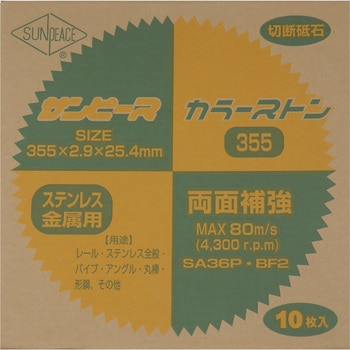 SUNPEACE
®
切断砥石
サンピース
カラーストン
SIZE
355×2.9×25.4mm
355
ステンレス
金属用
両面補強
MAX 80m/s
(4,300 r.p.m)
SA36P・BF2
【用途】
レール・ステンレス全般・
パイプ・アングル・丸棒・
形鋼、その他
10枚入